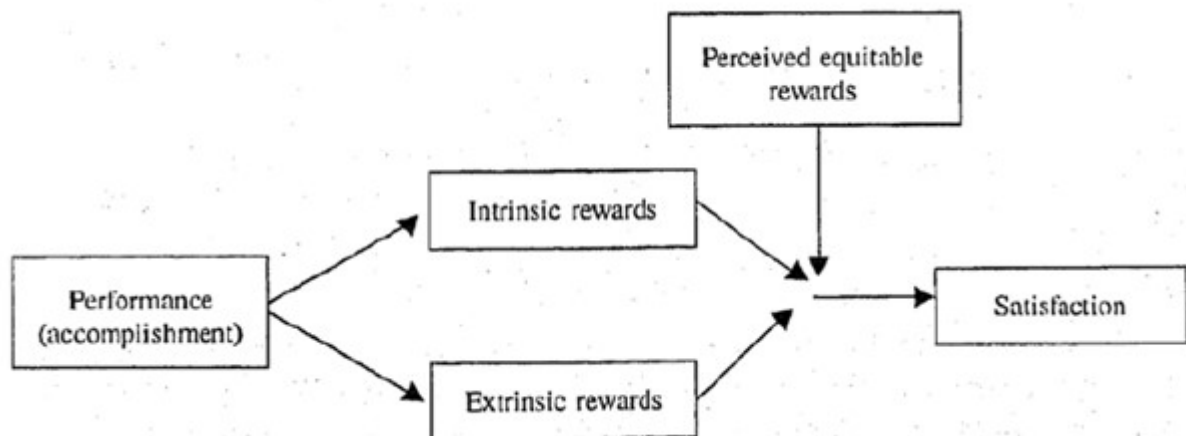 Perceived equitable
rewards
Intrinsic rewards
Performance
(accomplishment)
Satisfaction
Extrinsic rewards